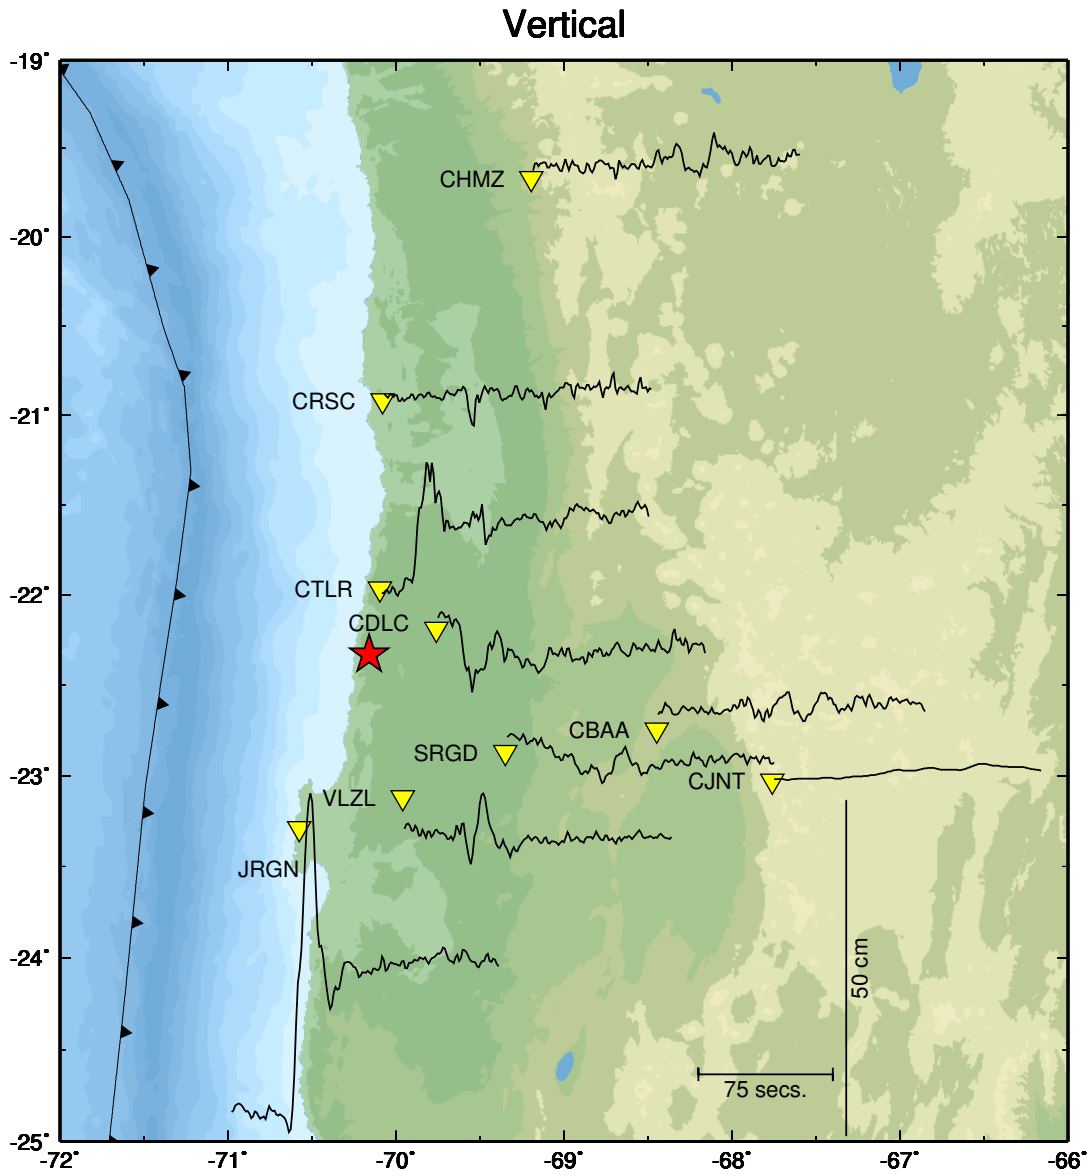 Vertical
-19°
CHMZ
-20°
CRSC
-21°
CTLR
-22°
CDLC
CBAA
SRGD
CJNT
-23°
VLZL
JRGN
50 cm
-24°
75 secs.
-25°
-72° -71° -70° -69° -68° -67° -66°